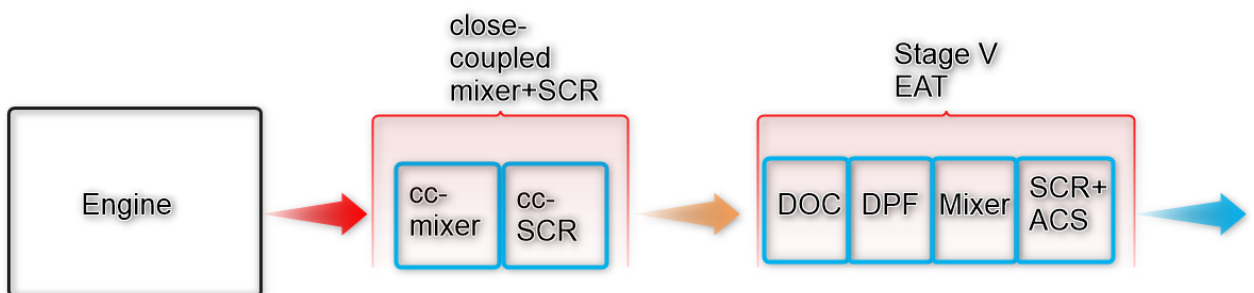 close-
coupled
mixer+SCR
Stage V
EAT
Engine
cc-
mixer
cc-
SCR
DOC
DPF
Mixer
SCR+
ACS